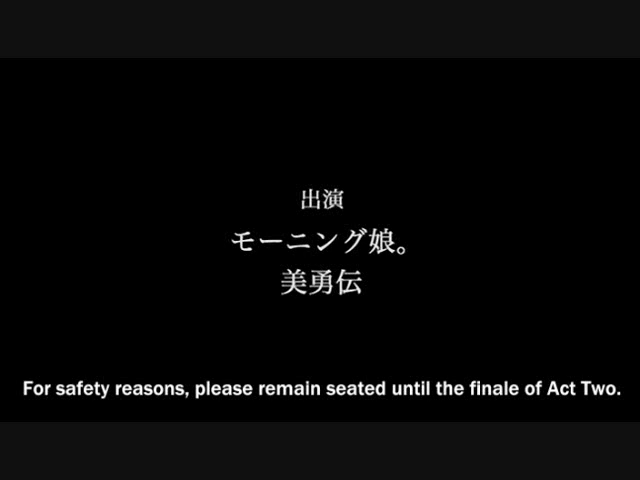 出演
モーニング娘。
美勇伝
For safety reasons, please remain seated until the finale of Act Two.